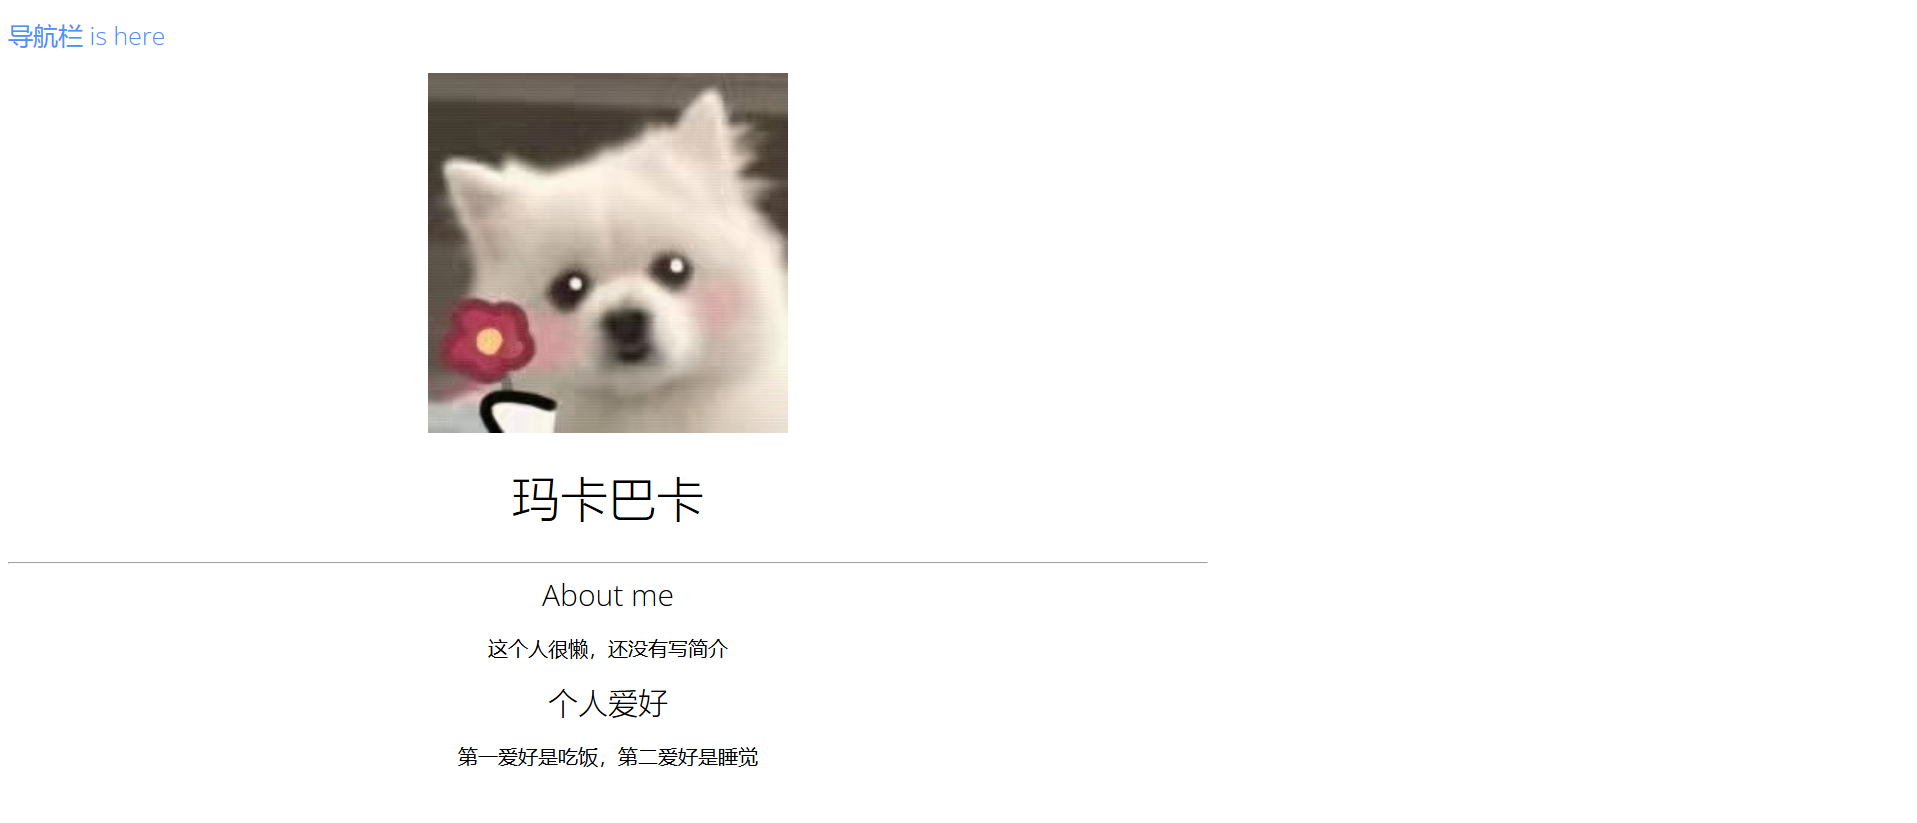 导航栏 is here
玛卡巴卡
About me
这个人很懒，还没有写简介
个人爱好
第一爱好是吃饭，第二爱好是睡觉